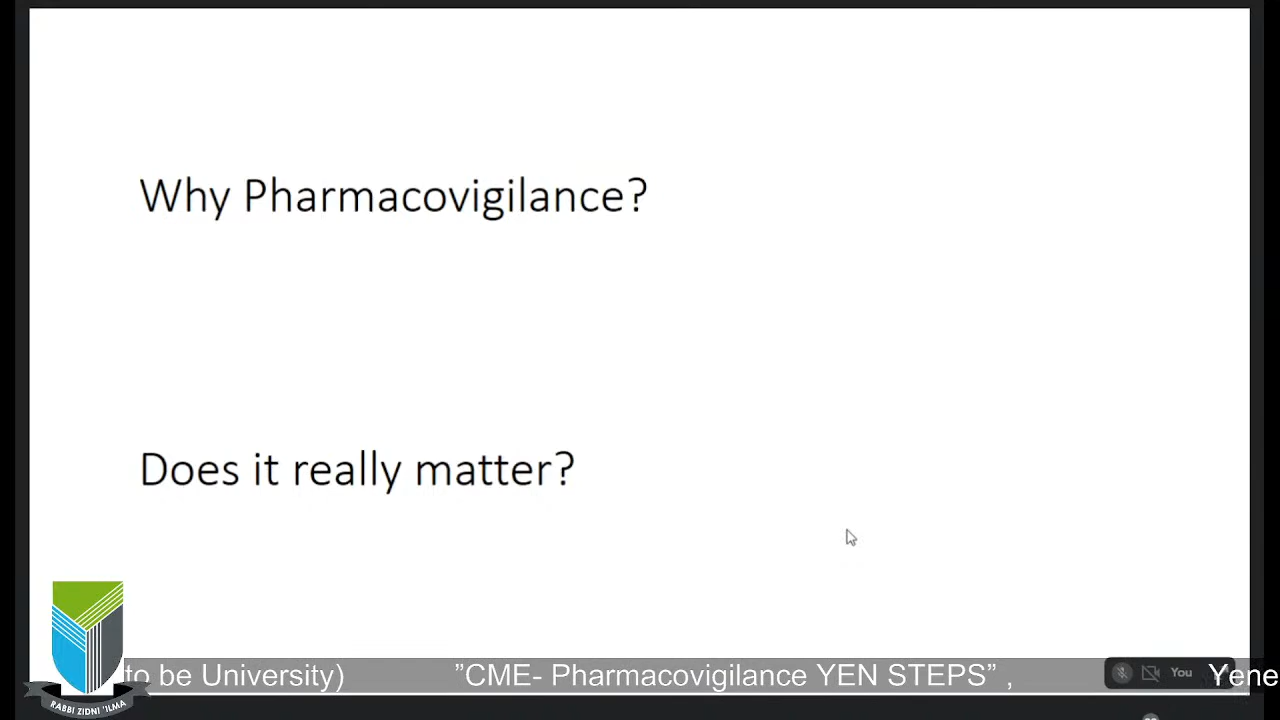 Why Pharmacovigilance?
Does it really matter?
to be University) ”CME- Pharmacovigilance YEN STEPS” , Yene
You
RABBI ZIDNI 'ILMA